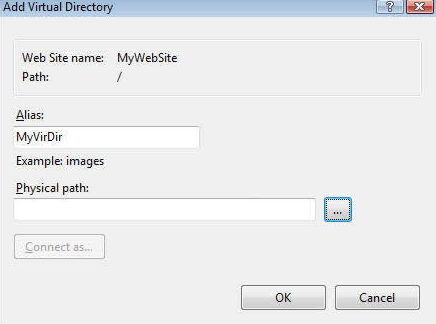 Add Virtual Directory
Web Site name: MyWebSite
Path: /
Alias:
MyVirDir
Example: images
Physical path:
...
Connect as...
OK Cancel